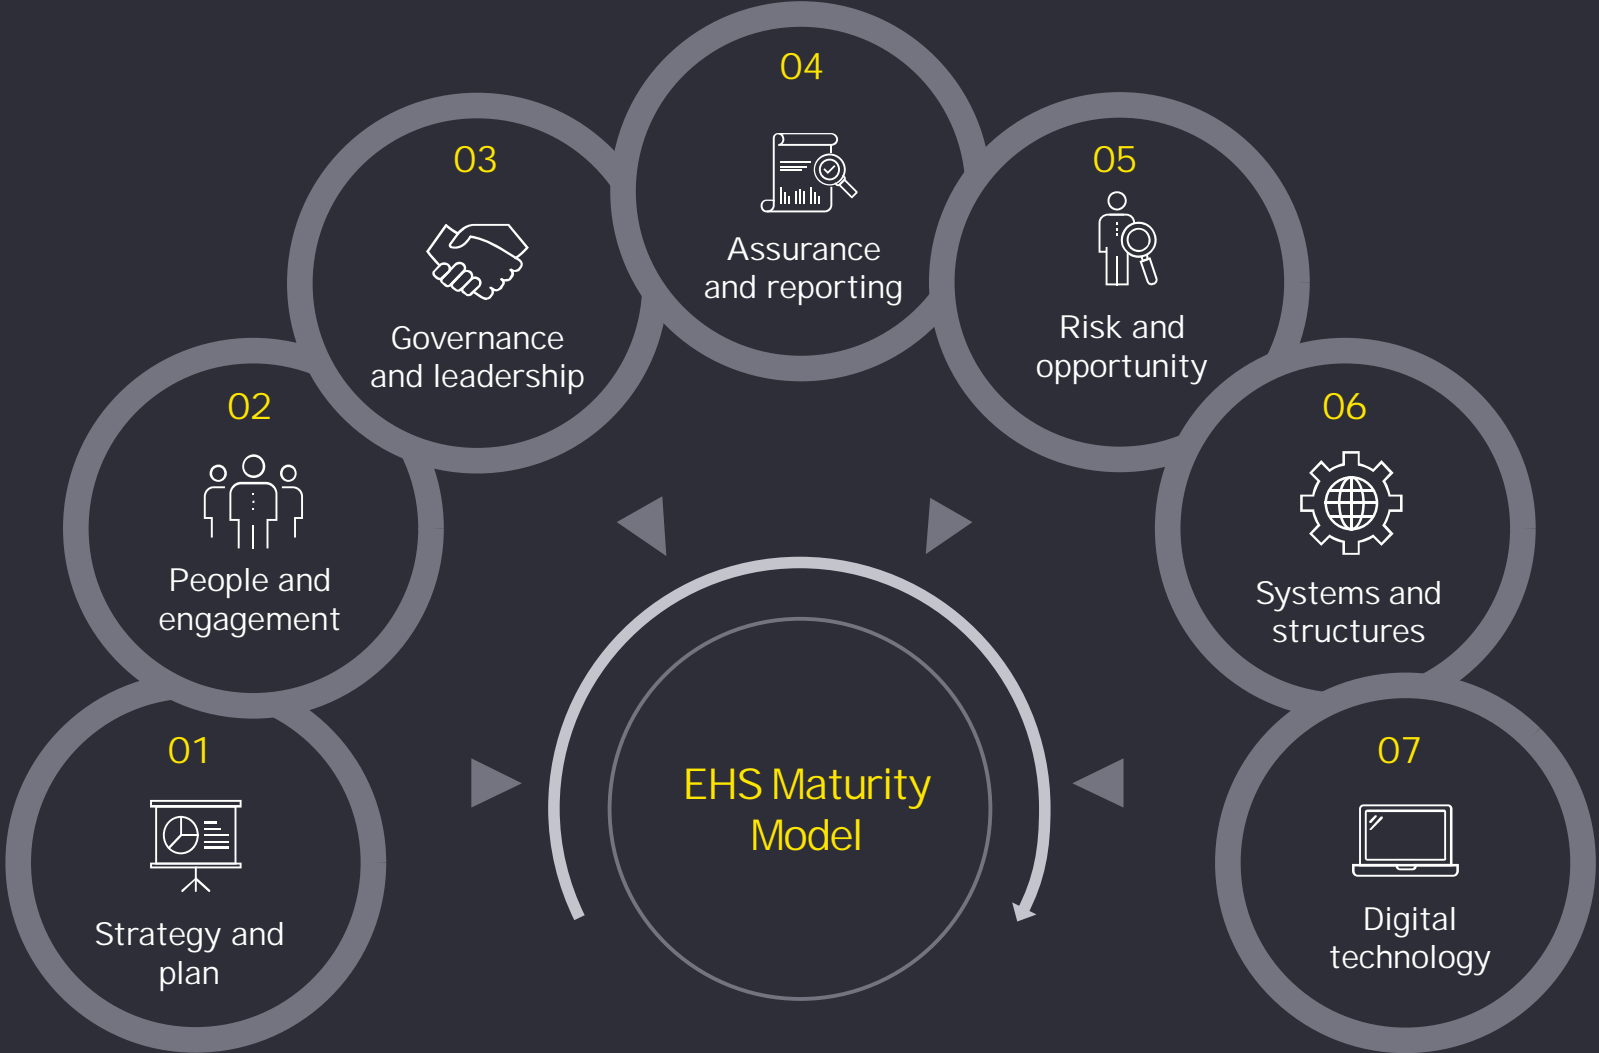 01
Strategy and
plan
02
People and
engagement
03
Governance
and leadership
04
Assurance
and reporting
05
Risk and
opportunity
06
Systems and
structures
07
Digital
technology
EHS Maturity
Model